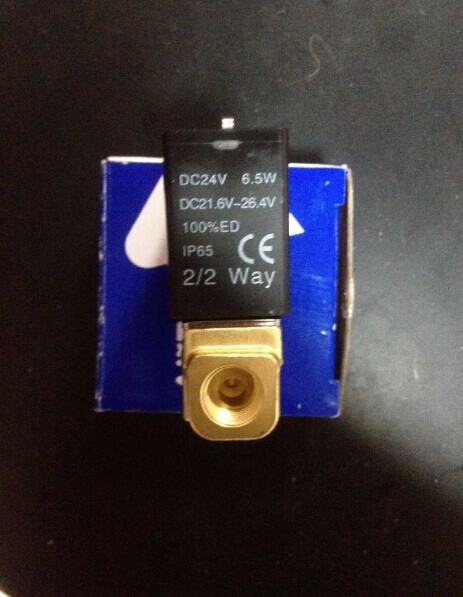 DC24V 6.5W
DC21.6V~26.4V
100%ED
IP65 CE
2/2 Way